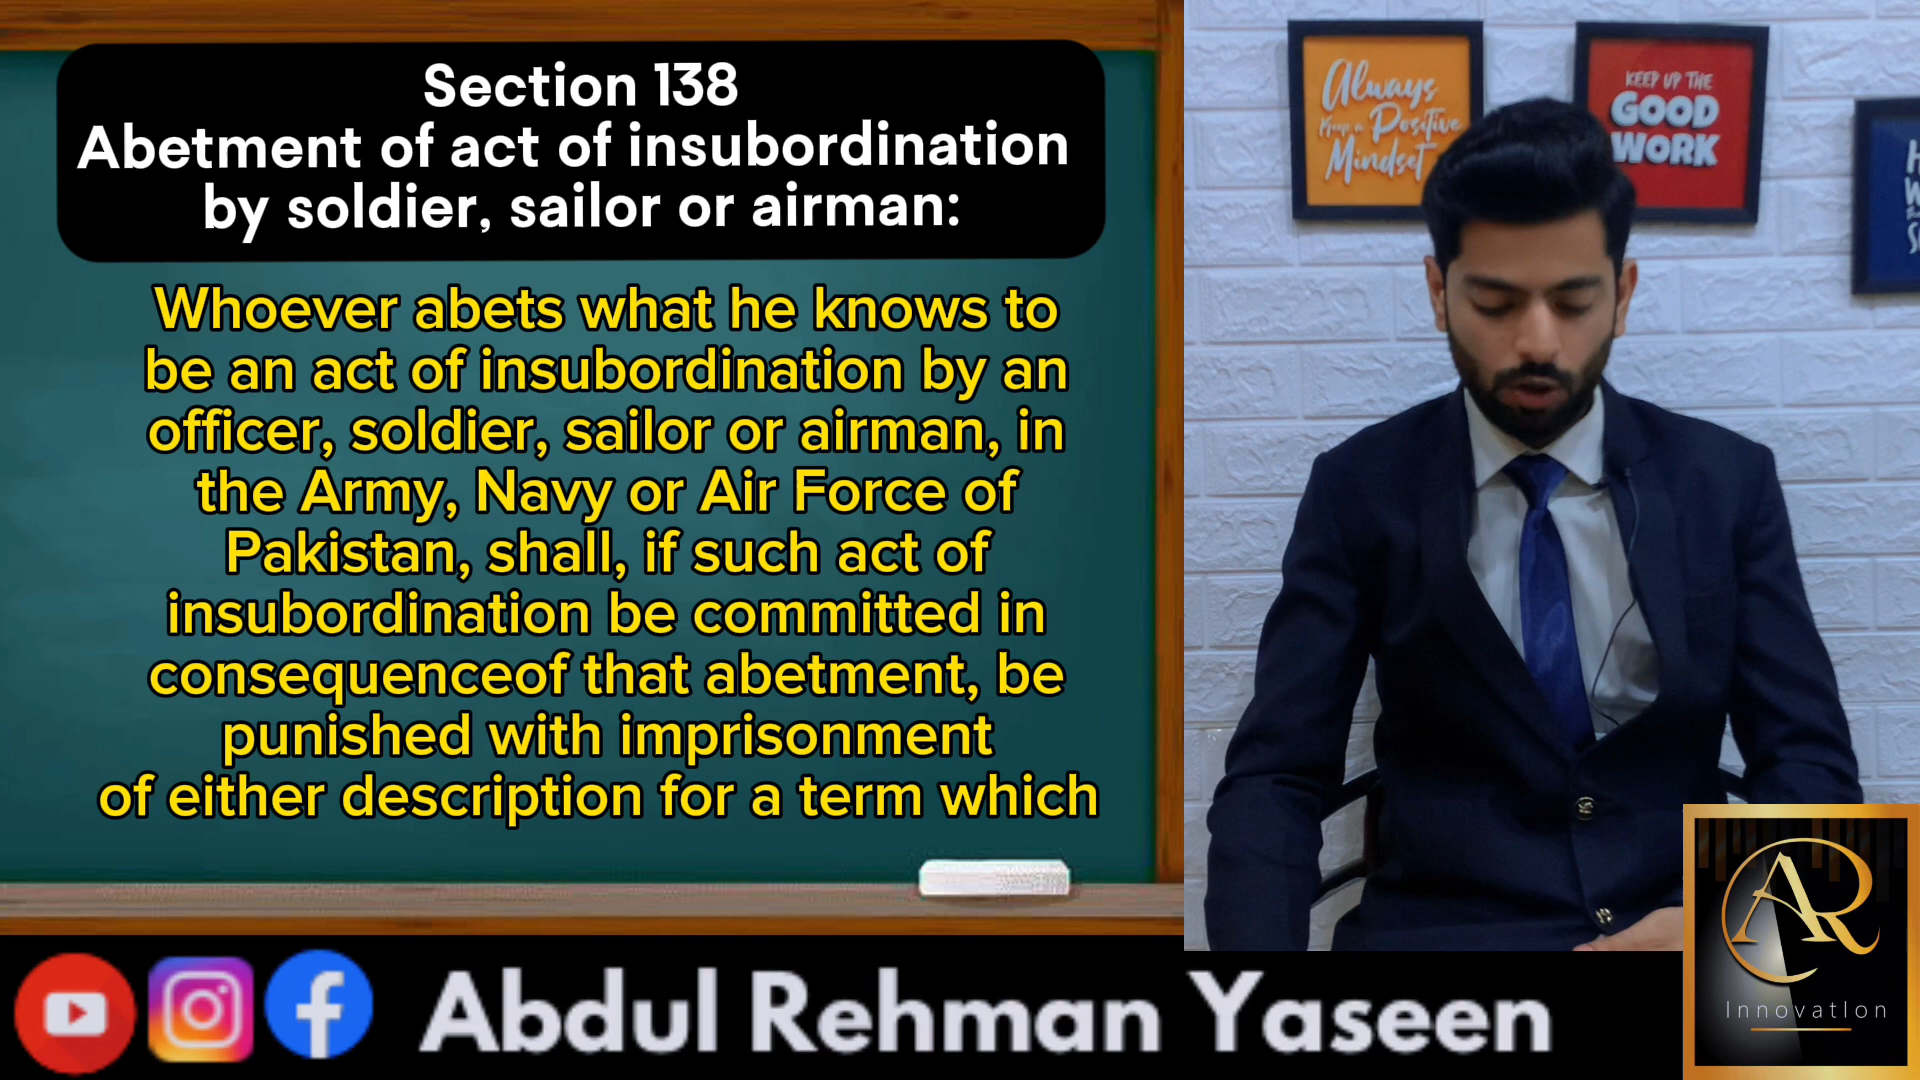 Section 138
Abetment of act of insubordination
by soldier, sailor or airman:
Whoever abets what he knows to
be an act of insubordination by an
officer, soldier, sailor or airman, in
the Army, Navy or Air Force of
Pakistan, shall, if such act of
insubordination be committed in
consequenceof that abetment, be
punished with imprisonment
of either description for a term which
Always
Keep a Positive
Mindset
KEEP UP THE
GOOD
WORK
Abdul Rehman Yaseen
AR
InnovatIon